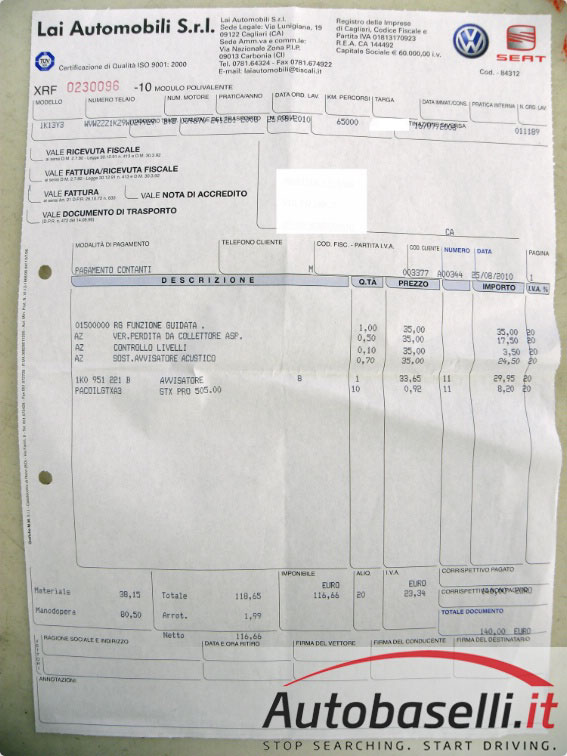 Lai Automobili S.r.l.
Lai Automobili S.r.l.
Sede Legale: Via Lunigiana, 19
09122 Cagliari (CA)
Sede Amm.va e comm.le:
Via Nazionale Zona P.I.P.
09013 Carbonia (CI)
Tel. 0781.64324 - Fax 0781.674922
E-mail: laiautomobili@tiscali.it
Registro delle Imprese
di Cagliari, Codice Fiscale e
Partita IVA 01813170923
R.E.A. CA 144492
Capitale Sociale € 60.000,00 i.v.
SEAT
Cod. - 84312
TÜV
Certificazione di Qualità ISO 9001: 2000
XRF 0230096 -10 MODULO POLIVALENTE
MODELLO NUMERO TELAIO NUM. MOTORE PRATICA/ANNO DATA ORD. LAV. KM. PERCORSI TARGA DATA IMMAT/CONS. PRATICA INTERNA N. ORD. LAV.
1K13Y3 65000 011189
VALE RICEVUTA FISCALE
VALE FATTURA/RICEVUTA FISCALE
VALE FATTURA VALE NOTA DI ACCREDITO
VALE DOCUMENTO DI TRASPORTO
CA
MODALITÀ DI PAGAMENTO TELEFONO CLIENTE COD. FISC. - PARTITA I.V.A. COD. CLIENTE NUMERO DATA PAGINA
PAGAMENTO CONTANTI M 003377 A00344 25/08/2010 1
DESCRIZIONE Q.TÀ PREZZO IMPORTO I.V.A. %
01500000 RG FUNZIONE GUIDATA . 1,00 35,00 35,00 20
AZ VER.PERDITA DA COLLETTORE ASP. 0,50 35,00 17,50 20
AZ CONTROLLO LIVELLI 0,10 35,00 3,50 20
AZ SOST.AVVISATORE ACUSTICO 0,70 35,00 24,50 20
1K0 951 221 B AVVISATORE B 1 33,65 11 29,95 20
PACOILGTXA3 GTX PRO 505.00 10 0,92 11 8,20 20
IMPONIBILE ALIQ. I.V.A. CORRISPETTIVO PAGATO
EURO EURO
Materiale 38,15 Totale 118,65 116,66 20 23,34
Manodopera 80,50 Arrot. 1,99
TOTALE DOCUMENTO
Netto 116,66 140,00 EURO
RAGIONE SOCIALE E INDIRIZZO DATA E ORA RITIRO FIRMA DEL VETTORE FIRMA DEL CONDUCENTE FIRMA DEL DESTINATARIO
ANNOTAZIONI
Autobaselli.it
STOP SEARCHING. START DRIVING.